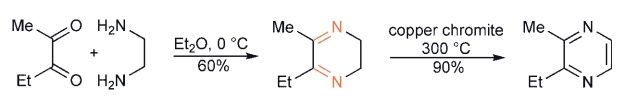 Me
O
Et
O
+
H₂N
H₂N
Et₂O, 0 °C
60%
Me
N
Et
N
copper chromite
300 °C
90%
Me
N
Et
N